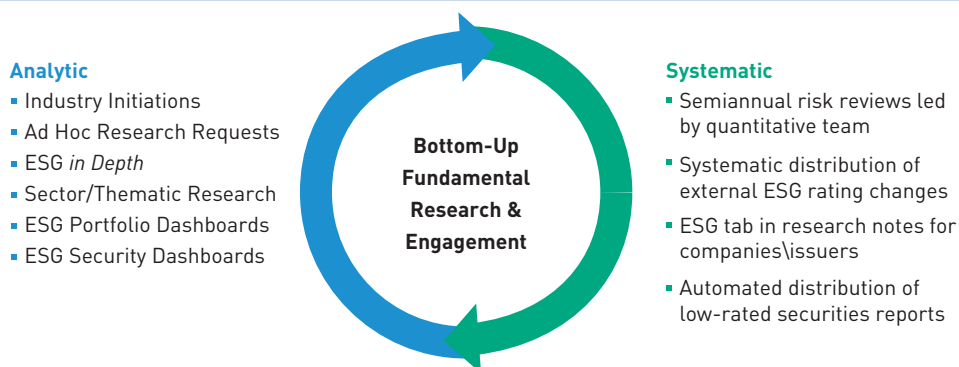 Analytic
▪ Industry Initiations
▪ Ad Hoc Research Requests
▪ ESG in Depth
▪ Sector/Thematic Research
▪ ESG Portfolio Dashboards
▪ ESG Security Dashboards
Bottom-Up
Fundamental
Research &
Engagement
Systematic
▪ Semiannual risk reviews led
by quantitative team
▪ Systematic distribution of
external ESG rating changes
▪ ESG tab in research notes for
companies\issuers
▪ Automated distribution of
low-rated securities reports